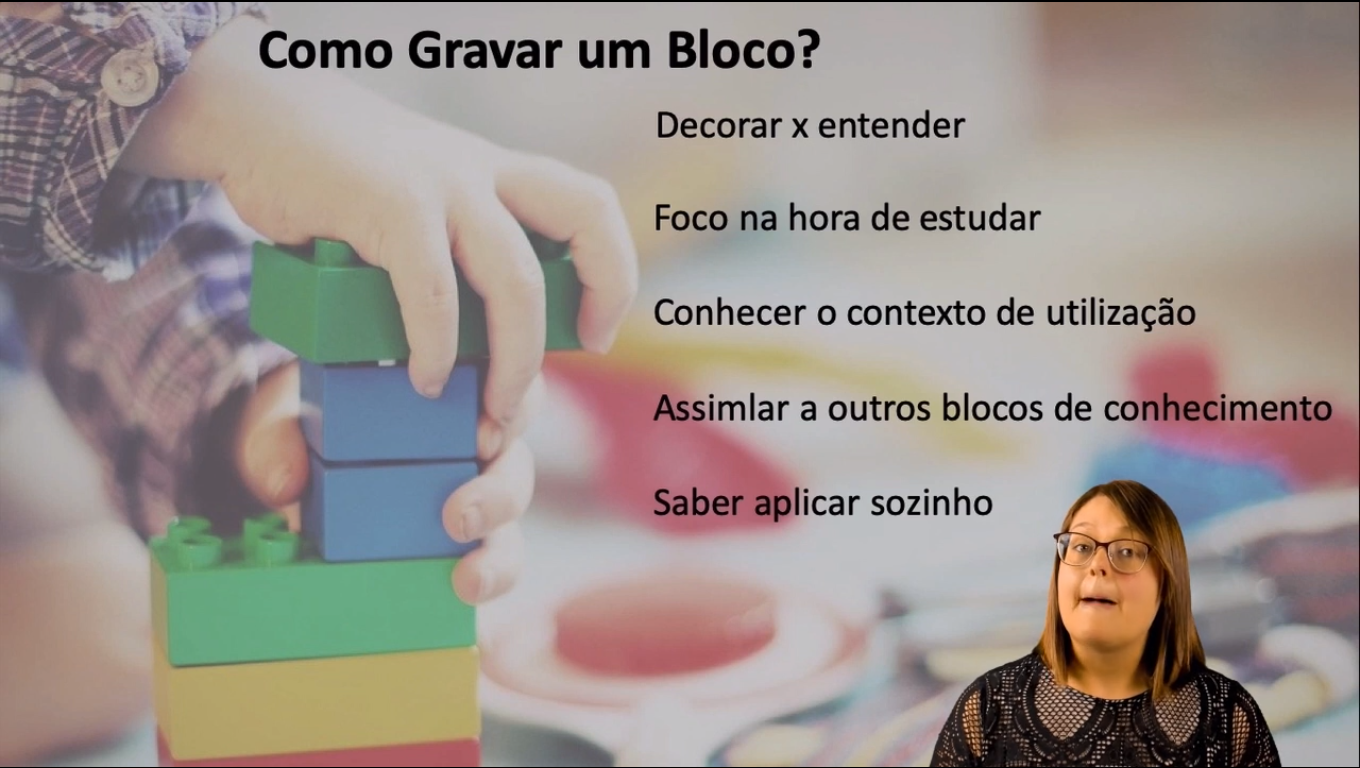 Como Gravar um Bloco?
Decorar x entender
Foco na hora de estudar
Conhecer o contexto de utilização
Assimlar a outros blocos de conhecimento
Saber aplicar sozinho